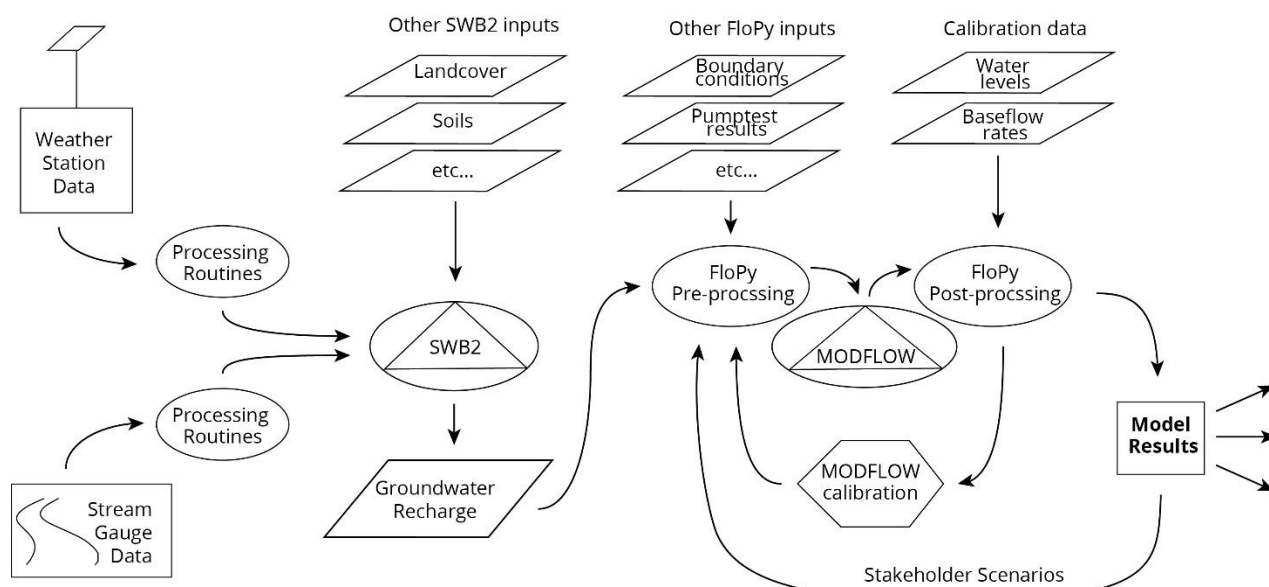 Other SWB2 inputs
Landcover
Soils
etc...
Other FloPy inputs
Boundary
conditions
Pumptest
results
etc...
Calibration data
Water
levels
Baseflow
rates
Weather
Station
Data
Processing
Routines
SWB2
FloPy
Pre-procssing
MODFLOW
FloPy
Post-procssing
Processing
Routines
Stream
Gauge
Data
Groundwater
Recharge
MODFLOW
calibration
Model
Results
Stakeholder Scenarios